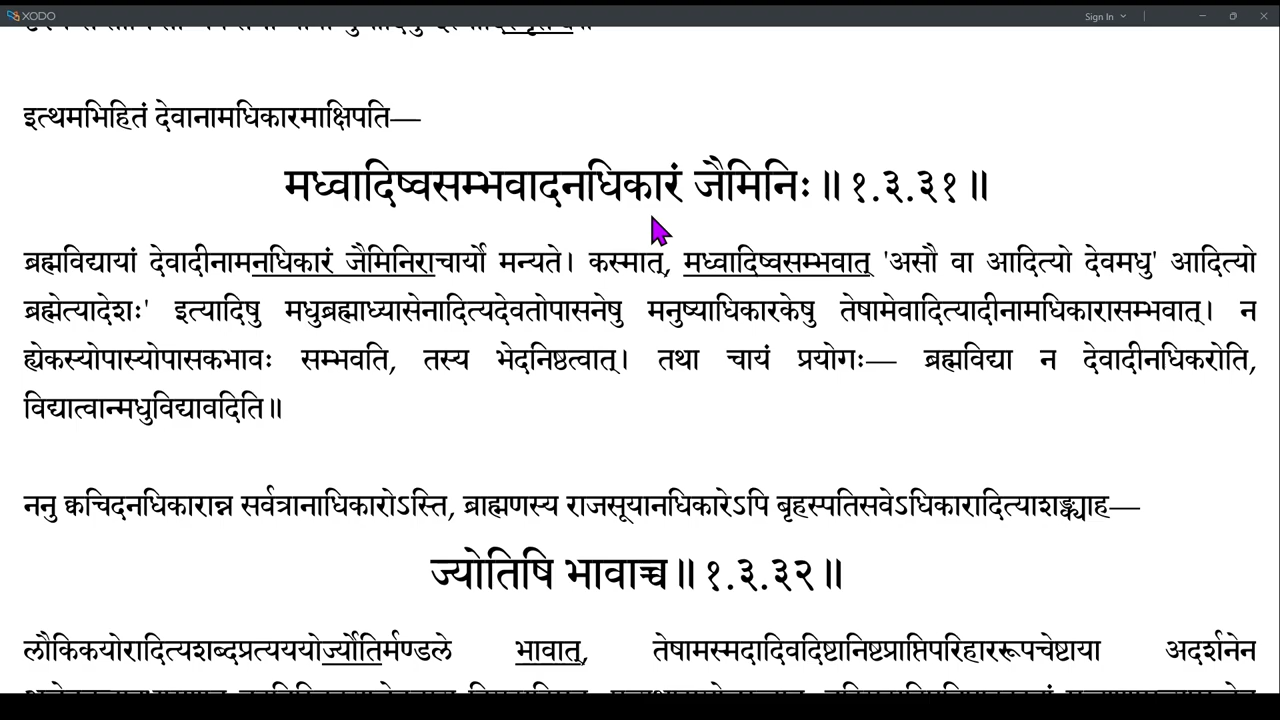 XODO
Sign In
इत्थमभिहितं देवानामधिकारमाक्षिपति—
मध्वादिष्वसम्भवादनधिकारं जैमिनिः॥ १.३.३१॥
ब्रह्मविद्यायां देवादीनामनधिकारं जैमिनिराचार्यो मन्यते। कस्मात्, मध्वादिष्वसम्भवात् 'असौ वा आदित्यो देवमधु' आदित्यो
ब्रह्मेत्यादेशः' इत्यादिषु मधुब्रह्माध्यासेनादित्यदेवतोपासनेषु मनुष्याधिकारकेषु तेषामेवादित्यादीनामधिकारासम्भवात्। न
ह्येकस्योपास्योपासकभावः सम्भवति, तस्य भेदनिष्ठत्वात्। तथा चायं प्रयोगः— ब्रह्मविद्या न देवादीनधिकरोति,
विद्यात्वान्मधुविद्यावदिति॥
ननु क्वचिदनधिकारान्न सर्वत्रानाधिकारोऽस्ति, ब्राह्मणस्य राजसूयानधिकारेऽपि बृहस्पतिसवेऽधिकारादित्याशङ्क्याह—
ज्योतिषि भावाच्च॥ १.३.३२॥
लौकिकयोरादित्यशब्दप्रत्यययोर्ज्योतिर्मण्डले भावात्, तेषामस्मदादिवदिष्टानिष्टप्राप्तिपरिहाररूपचेष्टाया अदर्शनेन